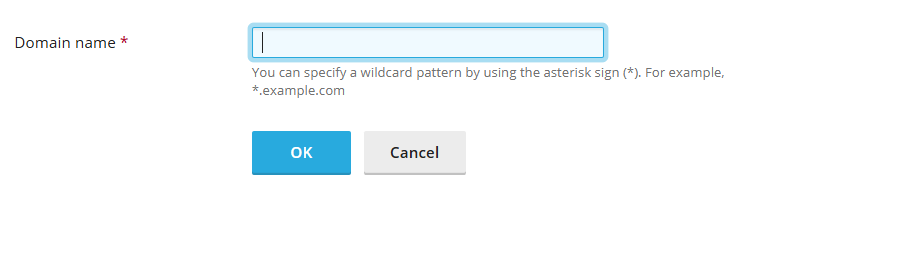 Domain name *
You can specify a wildcard pattern by using the asterisk sign (*). For example,
*.example.com
OK
Cancel